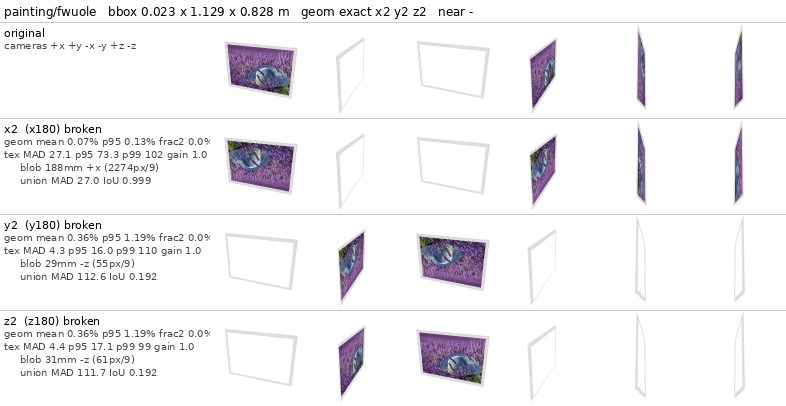 painting/fwuole   bbox 0.023 x 1.129 x 0.828 m   geom exact x2 y2 z2   near -
original
cameras +x +y -x -y +z -z
x2  (x180) broken
geom mean 0.07% p95 0.13% frac2 0.0%
tex MAD 27.1 p95 73.3 p99 102 gain 1.0
blob 188mm +x (2274px/9)
union MAD 27.0 IoU 0.999
y2  (y180) broken
geom mean 0.36% p95 1.19% frac2 0.0%
tex MAD 4.3 p95 16.0 p99 110 gain 1.0
blob 29mm -z (55px/9)
union MAD 112.6 IoU 0.192
z2  (z180) broken
geom mean 0.36% p95 1.19% frac2 0.0%
tex MAD 4.4 p95 17.1 p99 99 gain 1.0
blob 31mm -z (61px/9)
union MAD 111.7 IoU 0.192